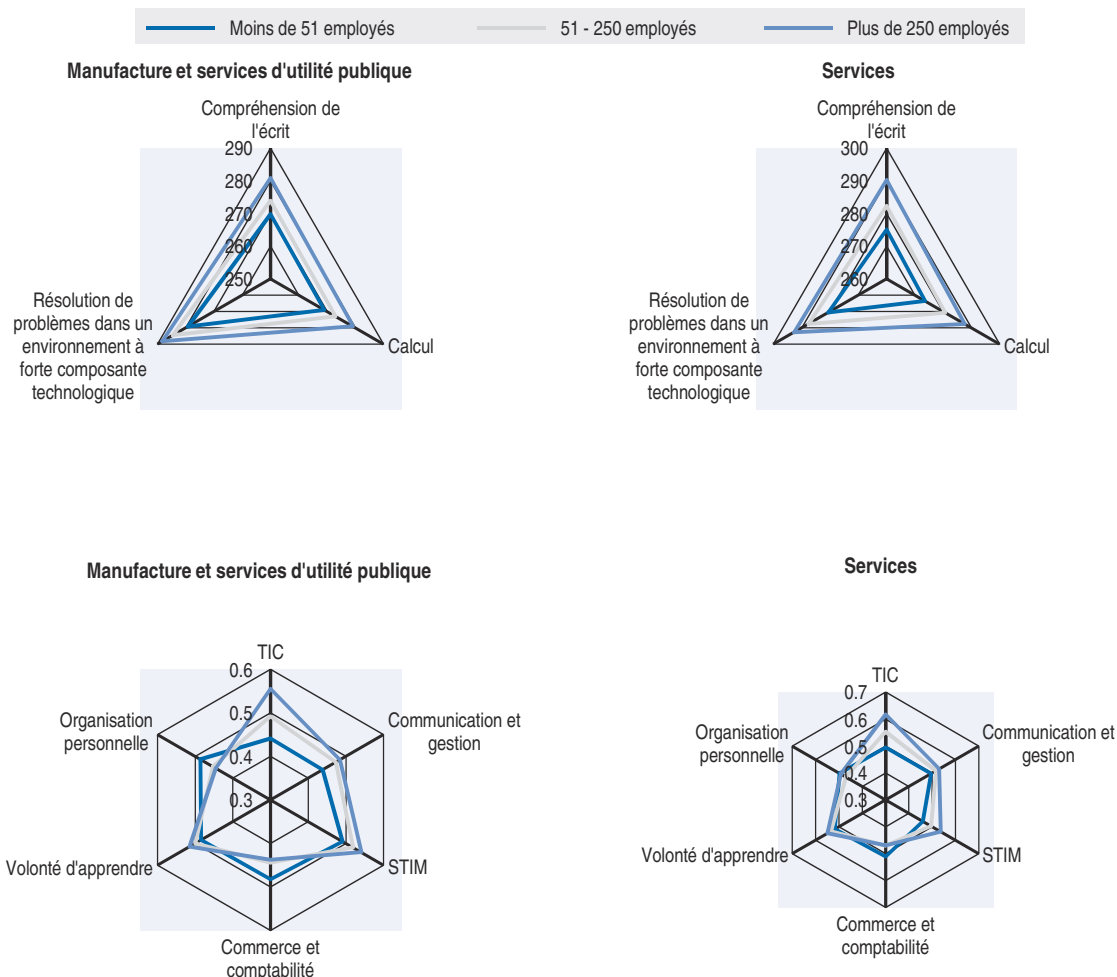 Moins de 51 employés
51 - 250 employés
Plus de 250 employés
Manufacture et services d'utilité publique
Compréhension de
l'écrit
290
280
270
260
250
Résolution de
problèmes dans un
environnement à
forte composante
technologique
Calcul
Services
Compréhension de
l'écrit
300
290
280
270
260
Résolution de
problèmes dans un
environnement à
forte composante
technologique
Calcul
Manufacture et services d'utilité publique
TIC
0.6
0.5
0.4
0.3
Organisation
personnelle
Communication et
gestion
Volonté d'apprendre
STIM
Commerce et
comptabilité
Services
TIC
0.7
0.6
0.5
0.4
0.3
Organisation
personnelle
Communication et
gestion
Volonté d'apprendre
STIM
Commerce et
comptabilité